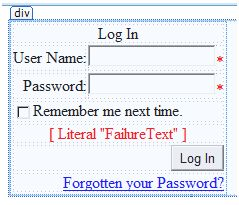 div
Log In
User Name: *
Password: *
Remember me next time.
[ Literal "FailureText" ]
Log In
Forgotten your Password?